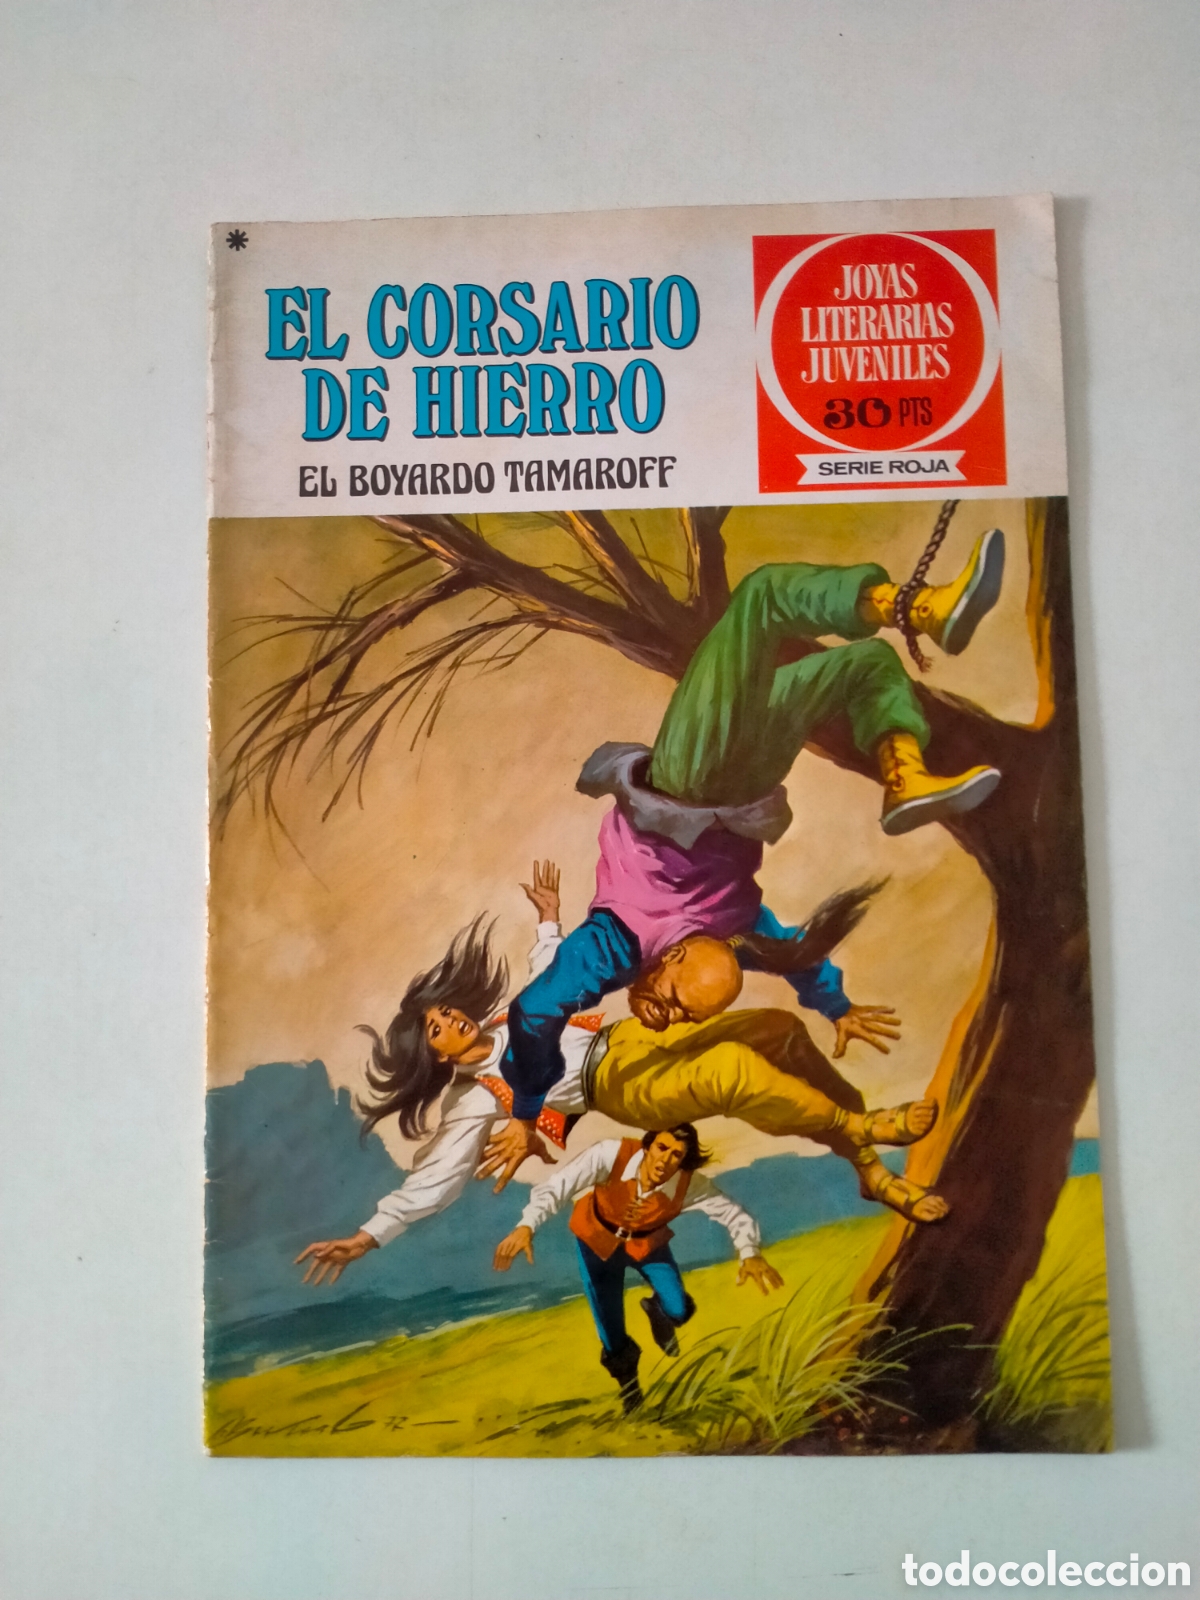 EL CORSARIO
DE HIERRO
EL BOYARDO TAMAROFF
JOYAS
LITERARIAS
JUVENILES
30 PTS
SERIE ROJA
todocoleccion